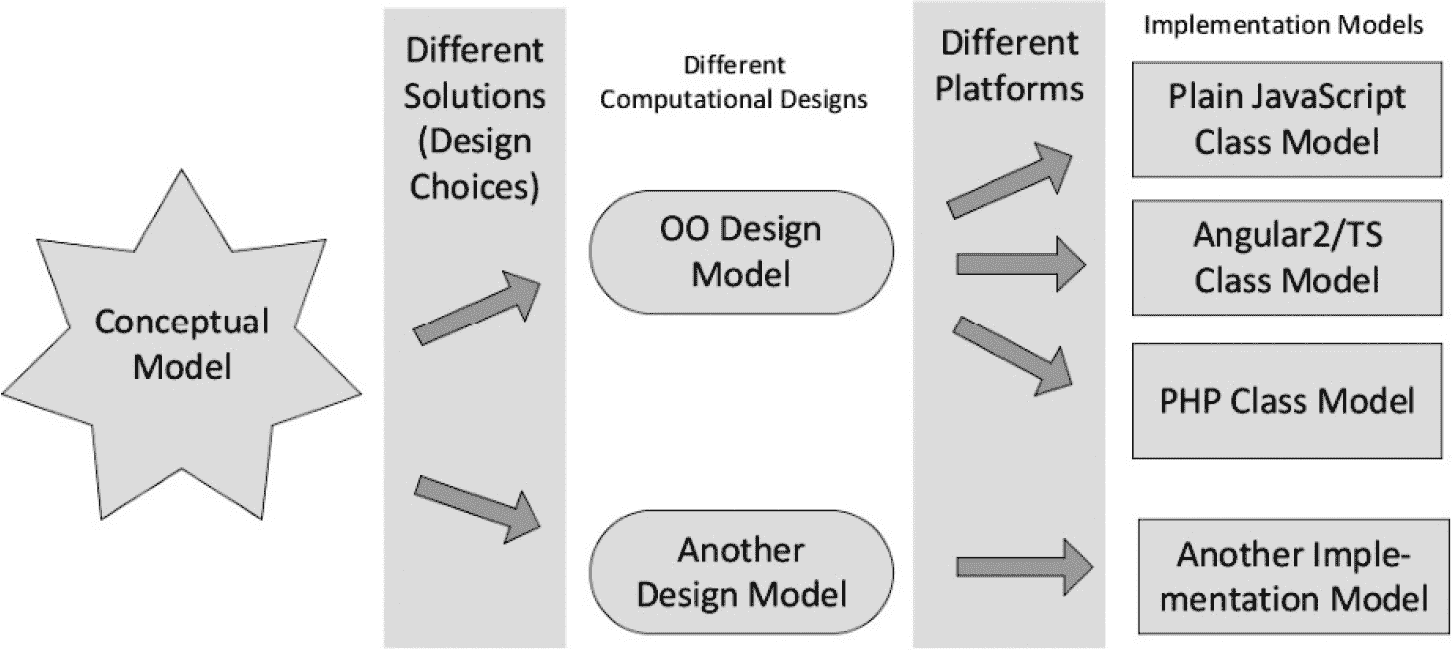 Conceptual
Model
Different
Solutions
(Design
Choices)
Different
Computational Designs
OO Design
Model
Another
Design Model
Different
Platforms
Implementation Models
Plain JavaScript
Class Model
Angular2/TS
Class Model
PHP Class Model
Another Imple-
mentation Model